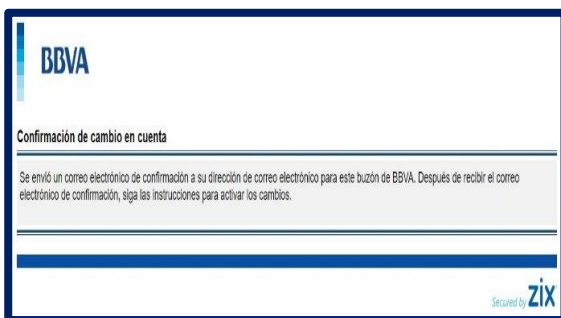 BBVA
Confirmación de cambio en cuenta
Se envió un correo electrónico de confirmación a su dirección de correo electrónico para este buzón de BBVA. Después de recibir el correo
electrónico de confirmación, siga las instrucciones para activar los cambios.
Secured by zix